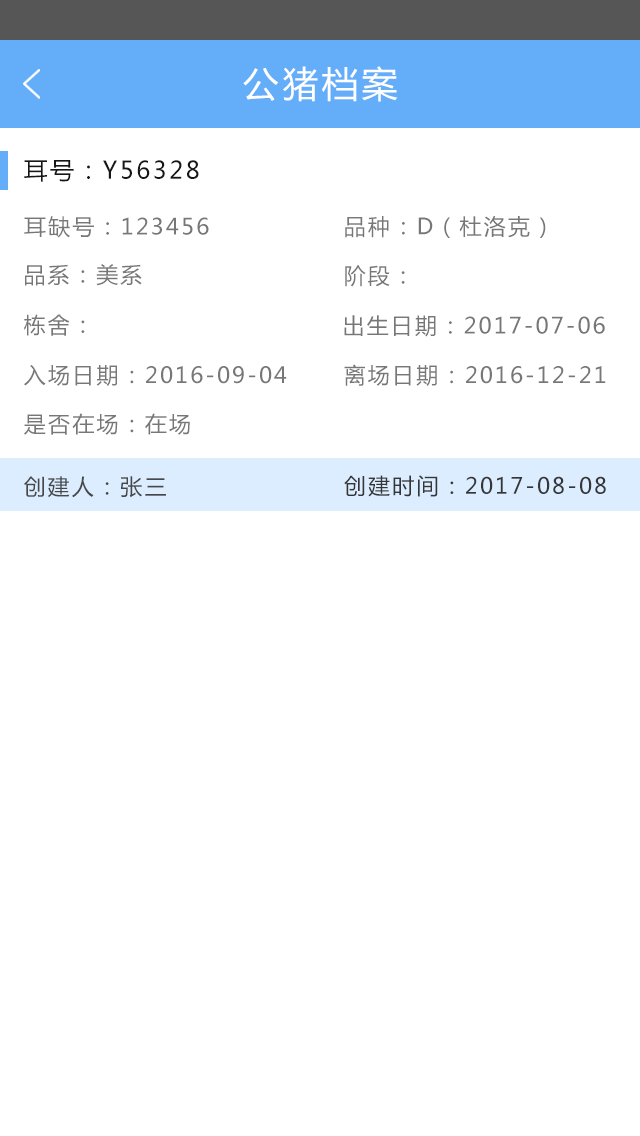 公猪档案
耳号：Y56328
耳缺号：123456 品种：D（杜洛克）
品系：美系 阶段：
栋舍： 出生日期：2017-07-06
入场日期：2016-09-04 离场日期：2016-12-21
是否在场：在场
创建人：张三 创建时间：2017-08-08